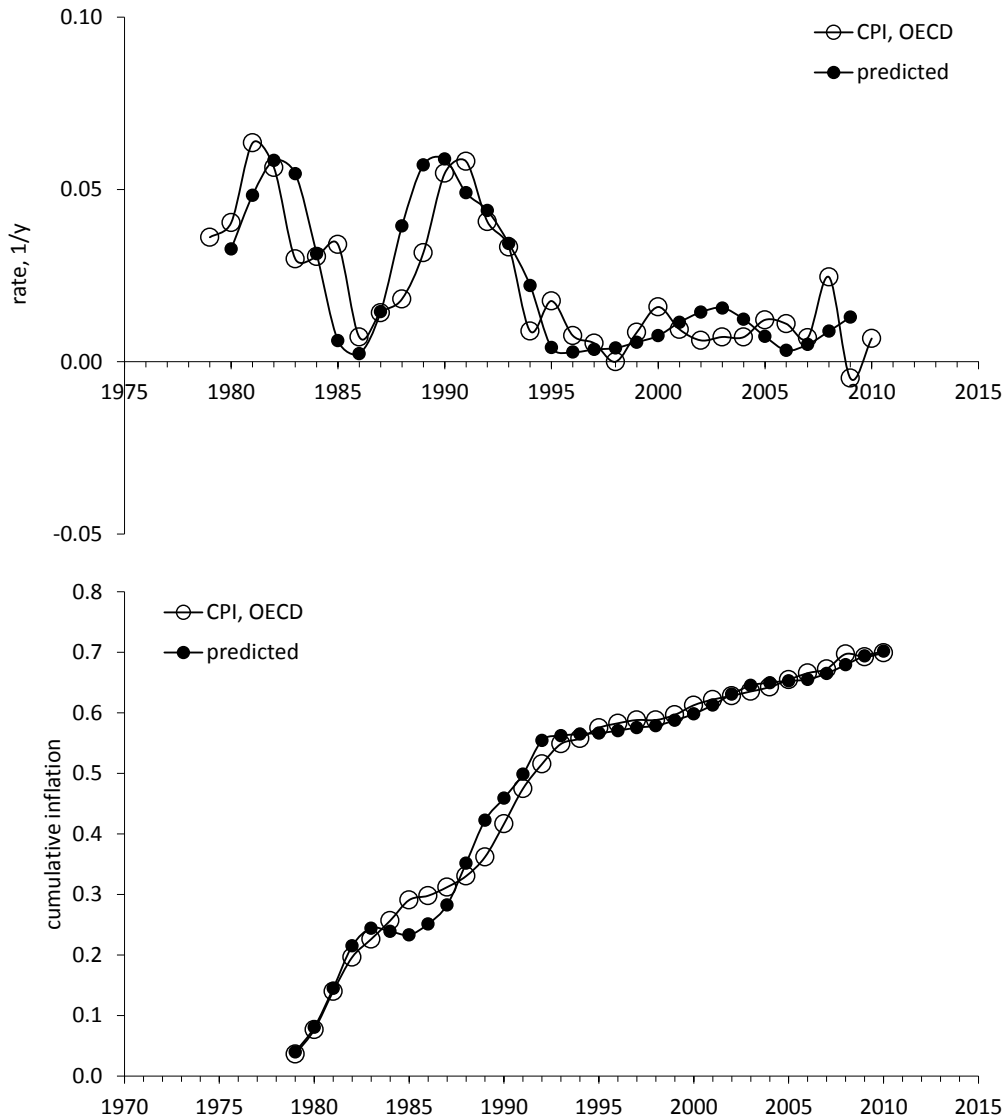 0.10
CPI, OECD
predicted
0.05
rate, 1/y
0.00
1975 1980 1985 1990 1995 2000 2005 2010 2015
-0.05
0.8
CPI, OECD
0.7
predicted
0.6
0.5
cumulative inflation
0.4
0.3
0.2
0.1
0.0
1970 1975 1980 1985 1990 1995 2000 2005 2010 2015